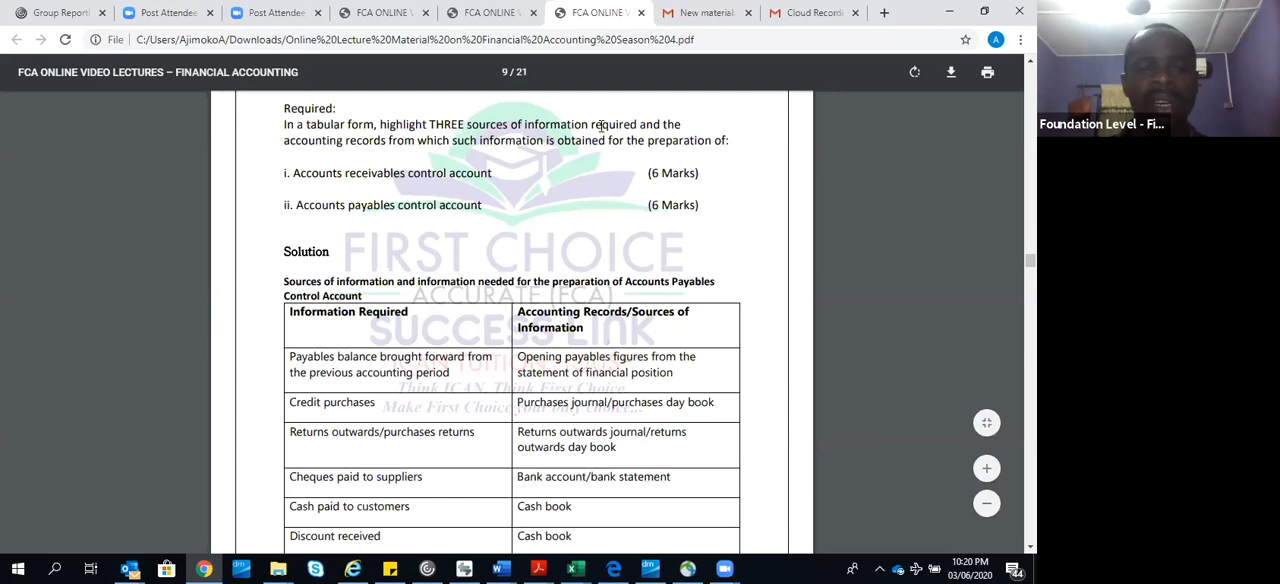 Group Reporti
Post Attendee
Post Attendee
FCA ONLINE V
FCA ONLINE V
FCA ONLINE V
New material
Cloud Recordi
File
C:/Users/AjimokoA/Downloads/Online%20Lecture%20Material%20on%20Financial%20Accounting%20Season%204.pdf
A
FCA ONLINE VIDEO LECTURES – FINANCIAL ACCOUNTING
9 / 21
Required:
In a tabular form, highlight THREE sources of information required and the
accounting records from which such information is obtained for the preparation of:
i. Accounts receivables control account (6 Marks)
ii. Accounts payables control account (6 Marks)
Solution
FIRST CHOICE
Sources of information and information needed for the preparation of Accounts Payables
Control Account
ACCURATE (FCA)
SUCCESS LINK
Information Required
Accounting Records/Sources of
Information
Payables balance brought forward from
the previous accounting period
Opening payables figures from the
statement of financial position
Think ICAN, Think First Choice
Credit purchases
Purchases journal/purchases day book
Make First Choice your only choice...
Returns outwards/purchases returns
Returns outwards journal/returns
outwards day book
Cheques paid to suppliers
Bank account/bank statement
Cash paid to customers
Cash book
Discount received
Cash book
Foundation Level - Fi...
10:20 PM
03/06/2020
44